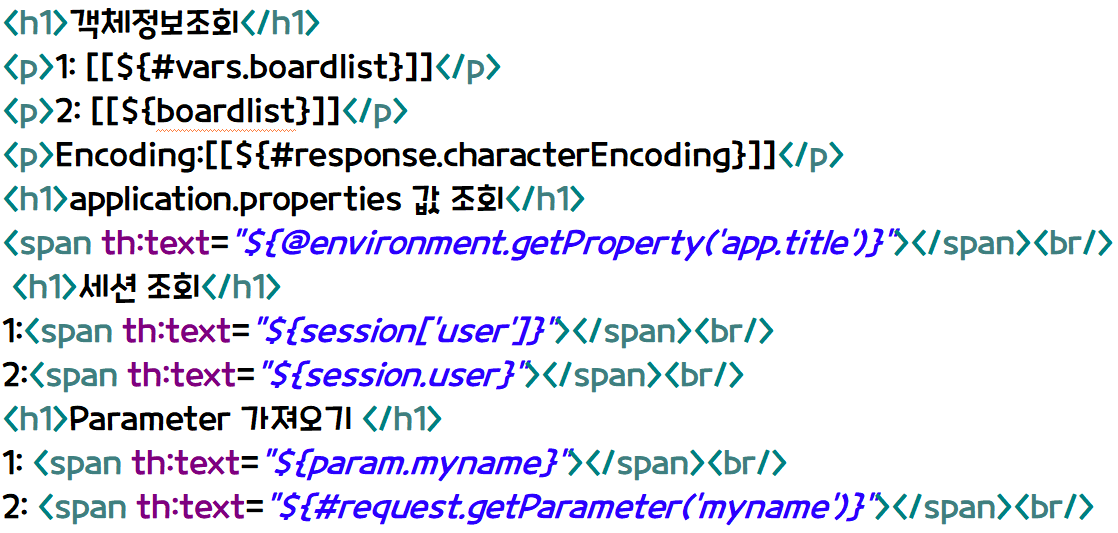 <h1>객체정보조회</h1>
<p>1: [[${#vars.boardlist}]]</p>
<p>2: [[${boardlist}]]</p>
<p>Encoding:[[${#response.characterEncoding}]]</p>
<h1>application.properties 값 조회</h1>
<span th:text="${@environment.getProperty('app.title')}"></span><br/>
<h1>세션 조회</h1>
1:<span th:text="${session['user']}"></span><br/>
2:<span th:text="${session.user}"></span><br/>
<h1>Parameter 가져오기 </h1>
1: <span th:text="${param.myname}"></span><br/>
2: <span th:text="${#request.getParameter('myname')}"></span><br/>